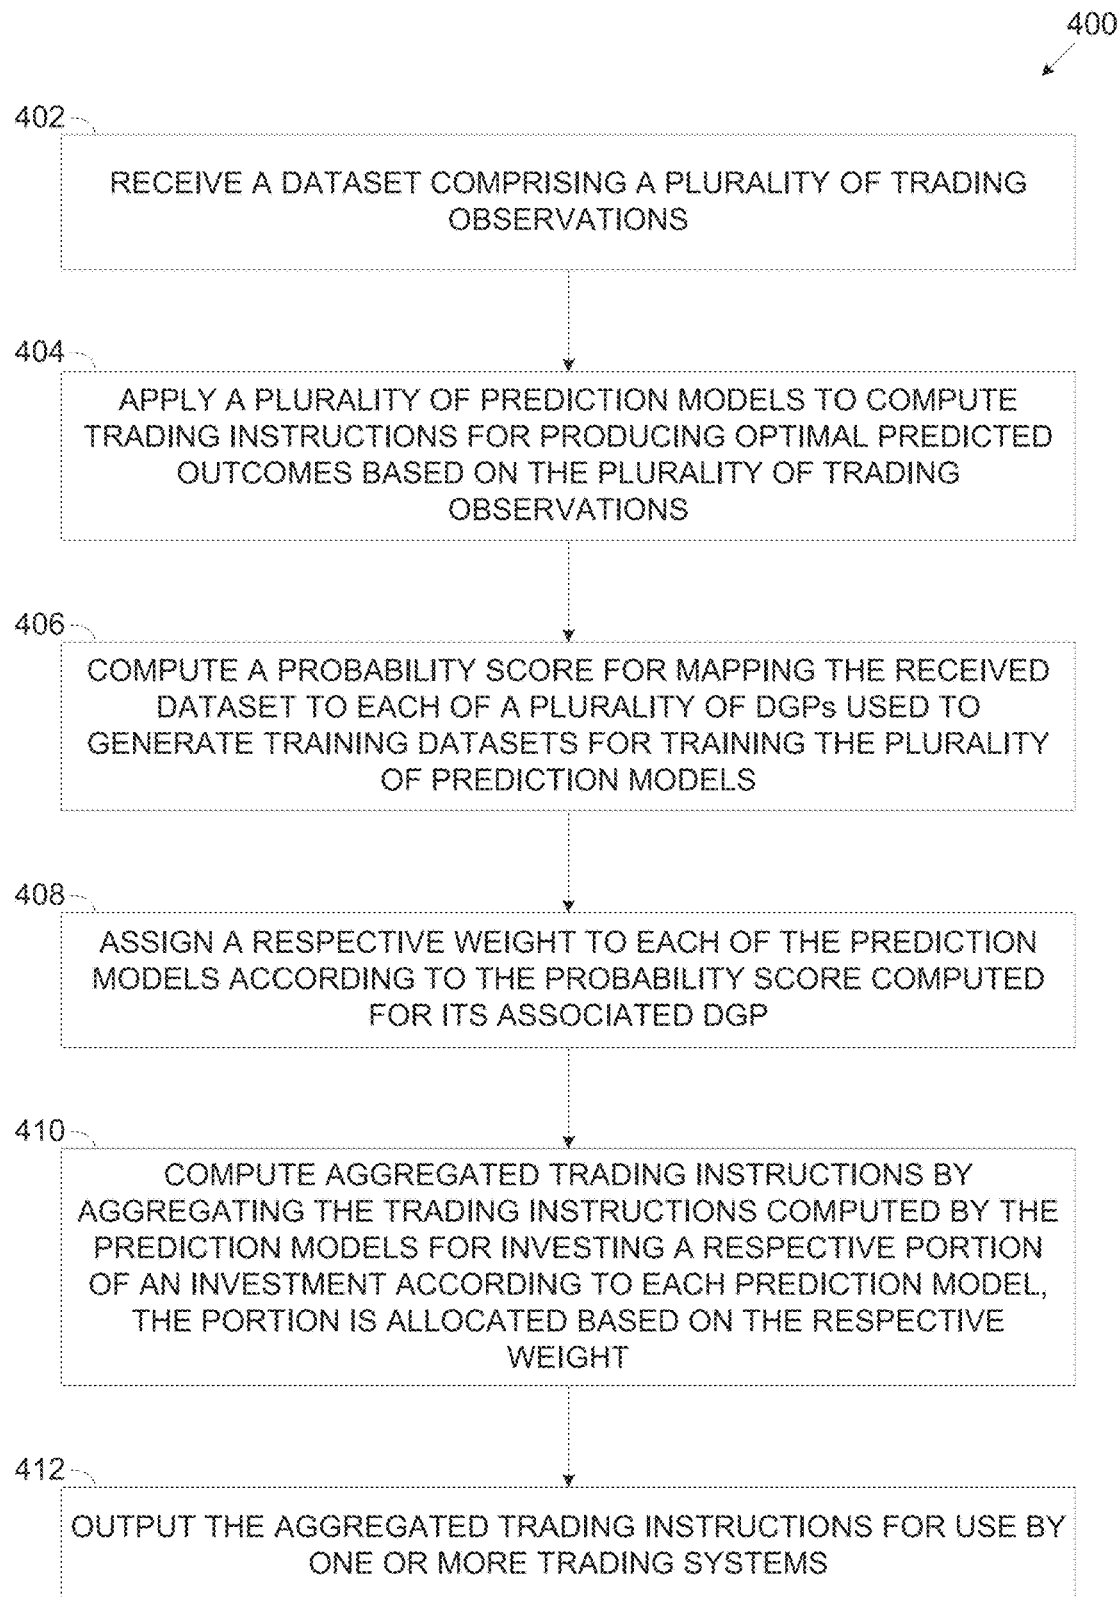 400
402
RECEIVE A DATASET COMPRISING A PLURALITY OF TRADING
OBSERVATIONS
404
APPLY A PLURALITY OF PREDICTION MODELS TO COMPUTE
TRADING INSTRUCTIONS FOR PRODUCING OPTIMAL PREDICTED
OUTCOMES BASED ON THE PLURALITY OF TRADING
OBSERVATIONS
406
COMPUTE A PROBABILITY SCORE FOR MAPPING THE RECEIVED
DATASET TO EACH OF A PLURALITY OF DGPs USED TO
GENERATE TRAINING DATASETS FOR TRAINING THE PLURALITY
OF PREDICTION MODELS
408
ASSIGN A RESPECTIVE WEIGHT TO EACH OF THE PREDICTION
MODELS ACCORDING TO THE PROBABILITY SCORE COMPUTED
FOR ITS ASSOCIATED DGP
410
COMPUTE AGGREGATED TRADING INSTRUCTIONS BY
AGGREGATING THE TRADING INSTRUCTIONS COMPUTED BY THE
PREDICTION MODELS FOR INVESTING A RESPECTIVE PORTION
OF AN INVESTMENT ACCORDING TO EACH PREDICTION MODEL,
THE PORTION IS ALLOCATED BASED ON THE RESPECTIVE
WEIGHT
412
OUTPUT THE AGGREGATED TRADING INSTRUCTIONS FOR USE BY
ONE OR MORE TRADING SYSTEMS